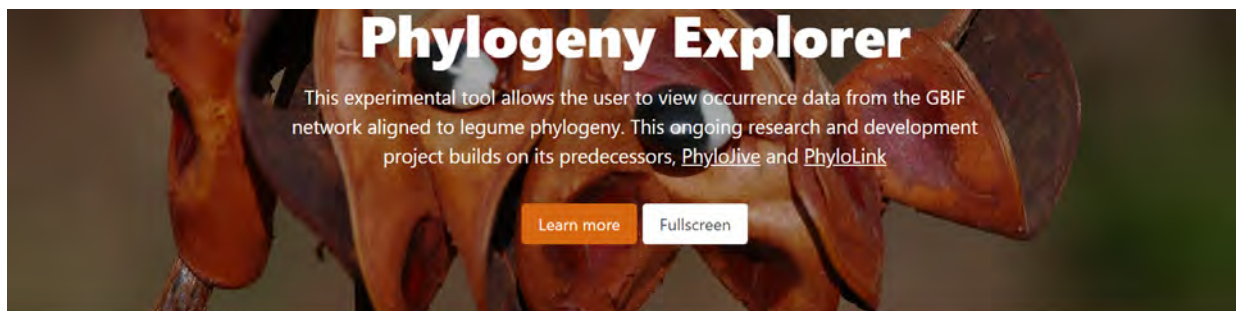 Phylogeny Explorer
This experimental tool allows the user to view occurrence data from the GBIF
network aligned to legume phylogeny. This ongoing research and development
project builds on its predecessors, PhyloJive and PhyloLink
Learn more Fullscreen